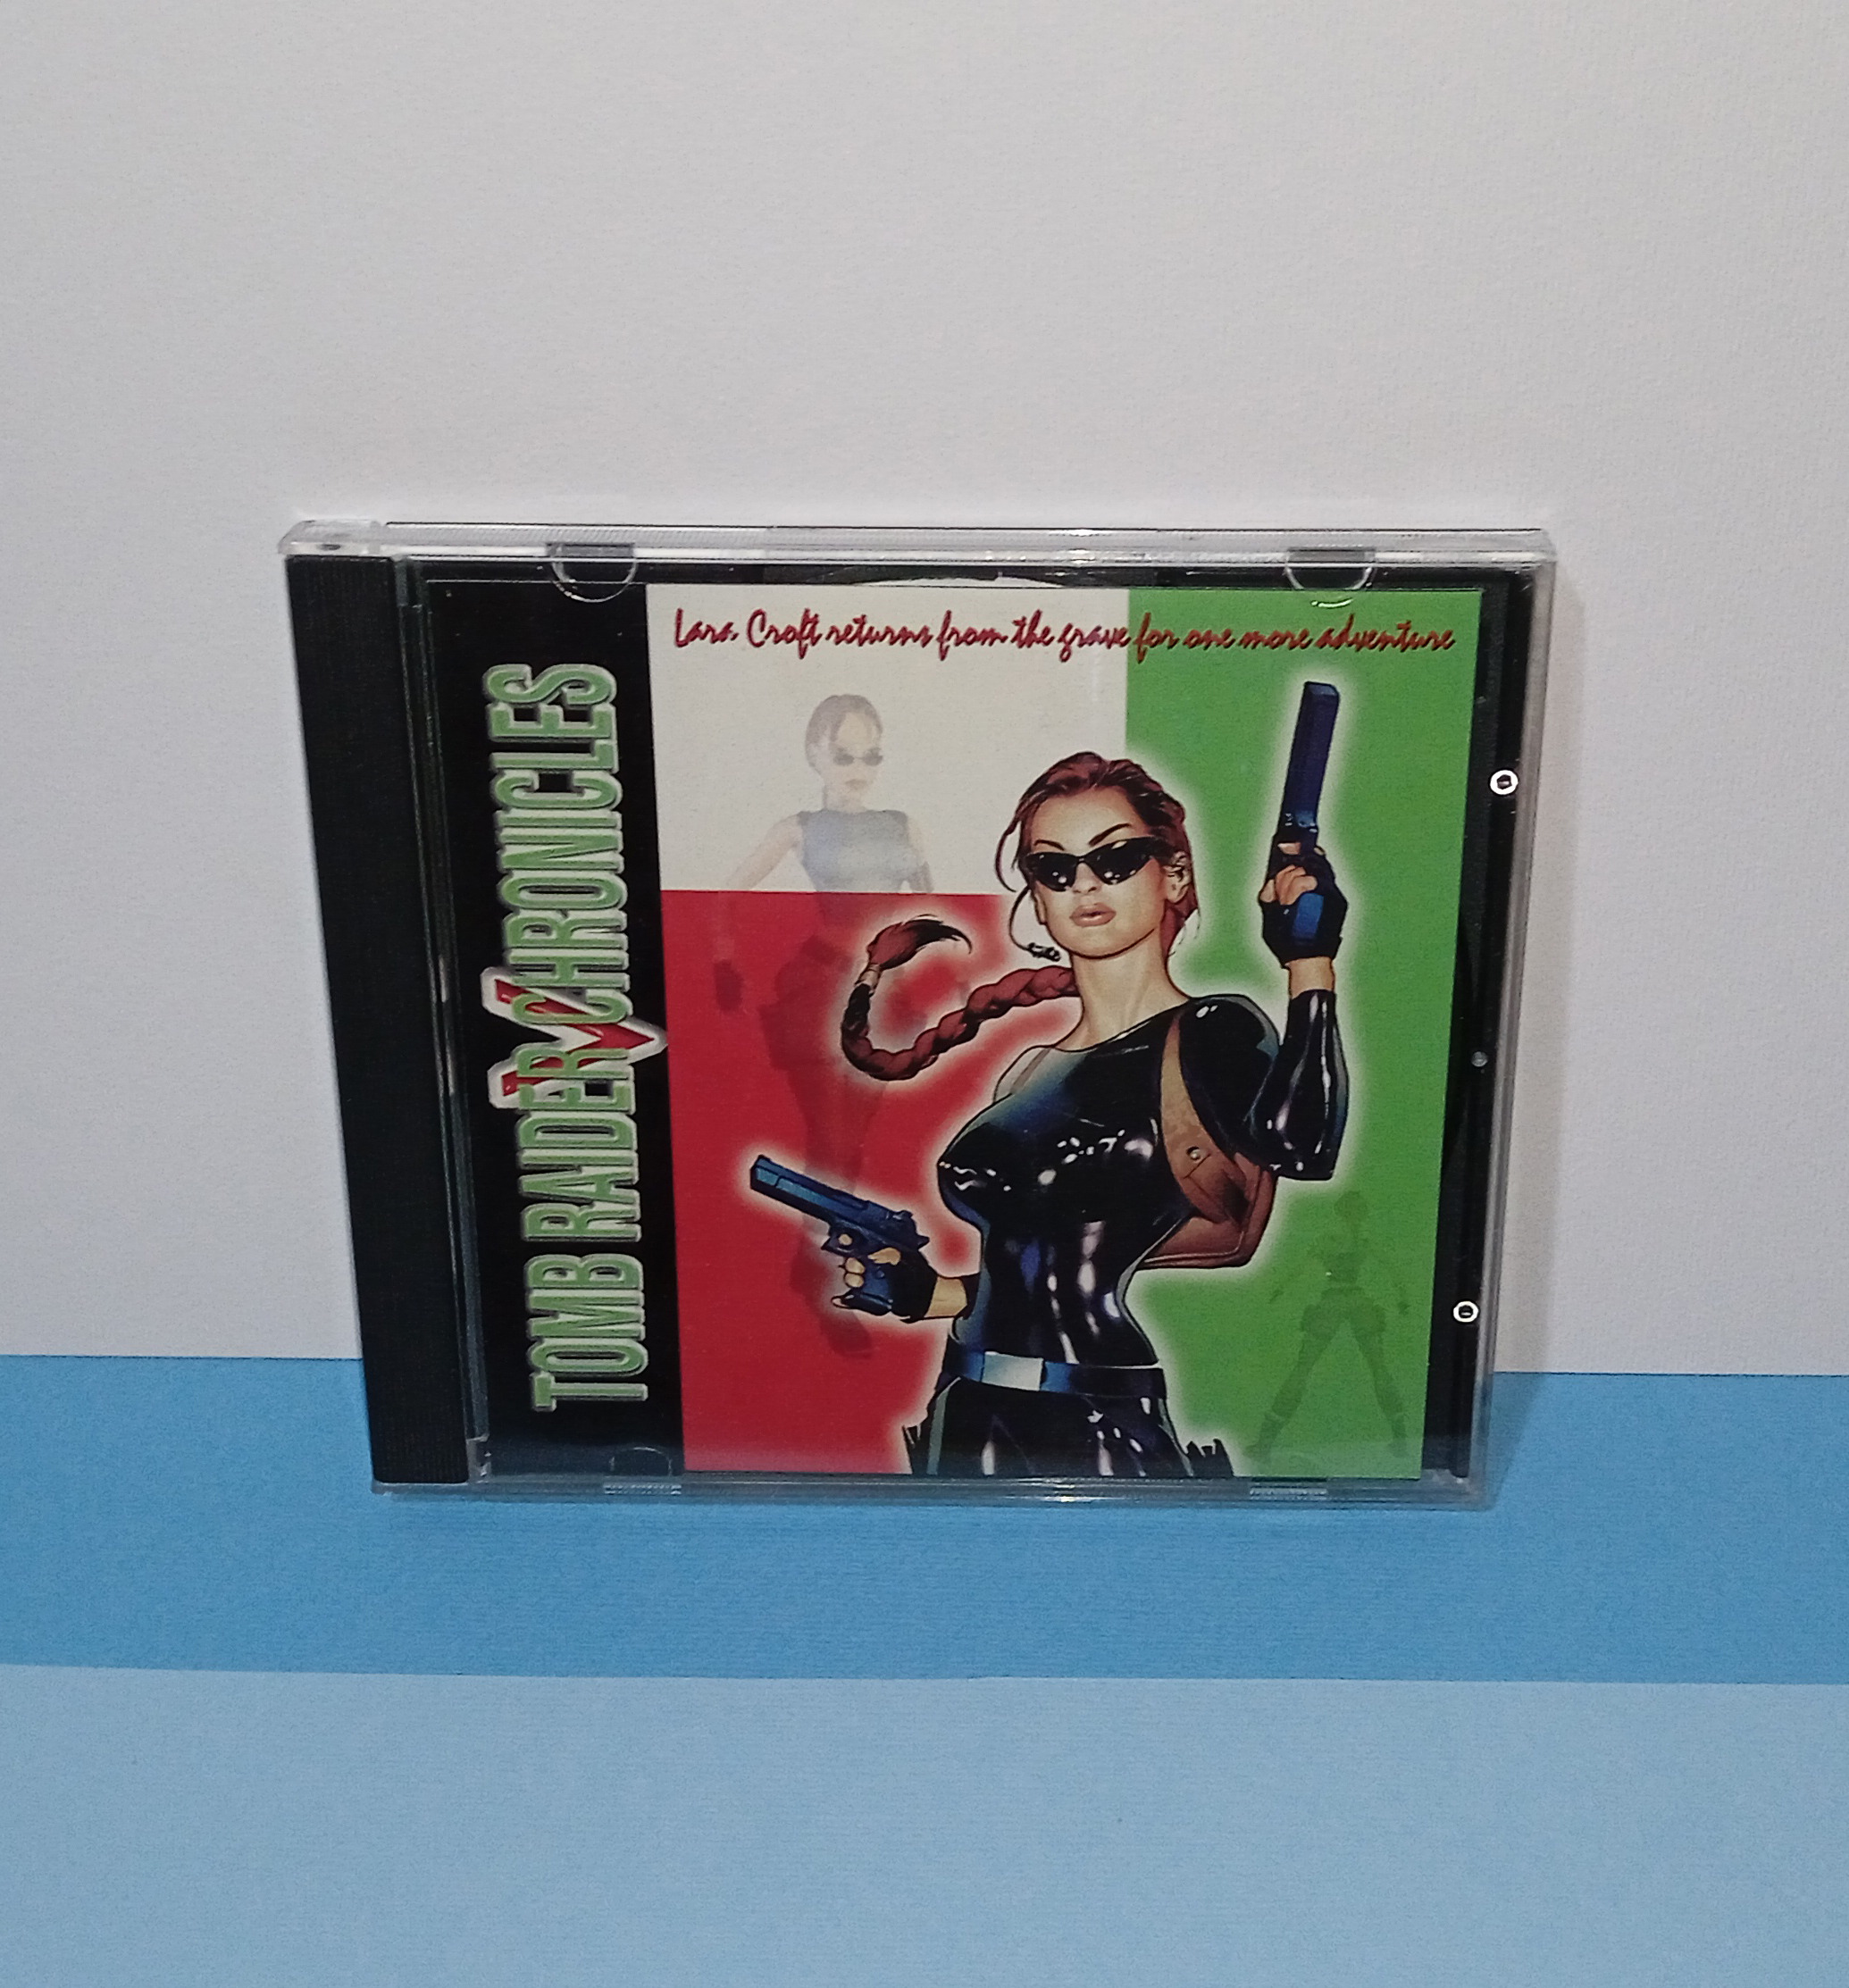 Lara Croft returns from the grave for one more adventure
TOMB RAIDER CHRONICLES